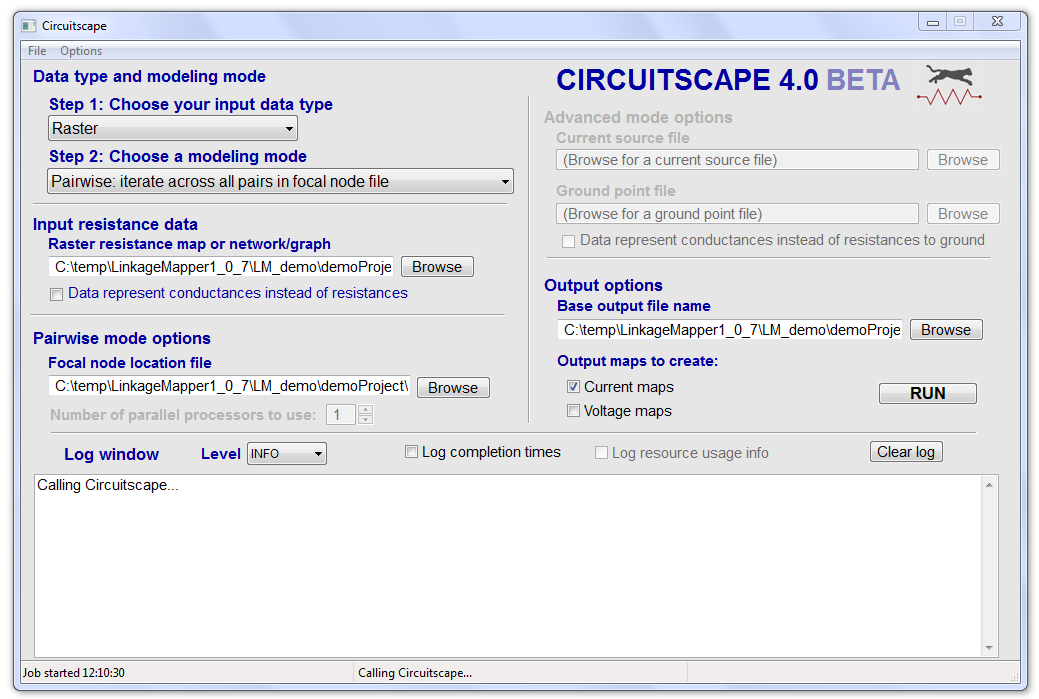 Circuitscape
File Options
Data type and modeling mode
Step 1: Choose your input data type
Raster
Step 2: Choose a modeling mode
Pairwise: iterate across all pairs in focal node file
Input resistance data
Raster resistance map or network/graph
C:\temp\LinkageMapper1_0_7\LM_demo\demoProje
Browse
Data represent conductances instead of resistances
Pairwise mode options
Focal node location file
C:\temp\LinkageMapper1_0_7\LM_demo\demoProject\
Browse
Number of parallel processors to use: 1
CIRCUITSCAPE 4.0 BETA
Advanced mode options
Current source file
(Browse for a current source file)
Browse
Ground point file
(Browse for a ground point file)
Browse
Data represent conductances instead of resistances to ground
Output options
Base output file name
C:\temp\LinkageMapper1_0_7\LM_demo\demoProje
Browse
Output maps to create:
Current maps
Voltage maps
RUN
Log window Level INFO Log completion times Log resource usage info Clear log
Calling Circuitscape...
Job started 12:10:30 Calling Circuitscape...